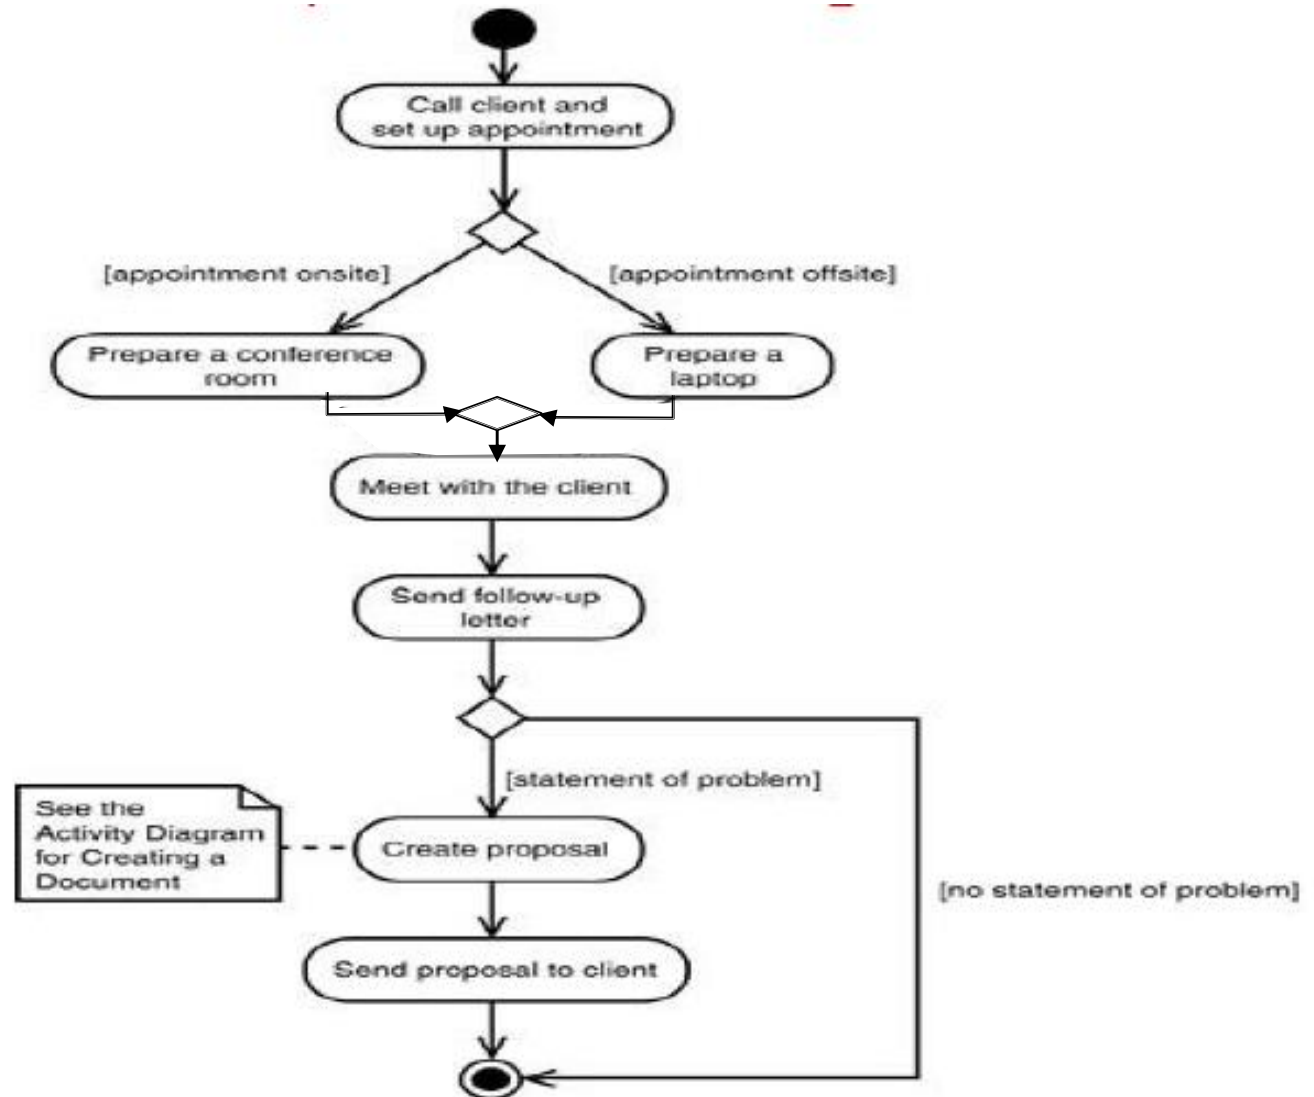 Call client and
set up appointment
[appointment onsite]
[appointment offsite]
Prepare a conference
room
Prepare a
laptop
Meet with the client
Send follow-up
letter
[statement of problem]
See the
Activity Diagram
for Creating a
Document
Create proposal
[no statement of problem]
Send proposal to client